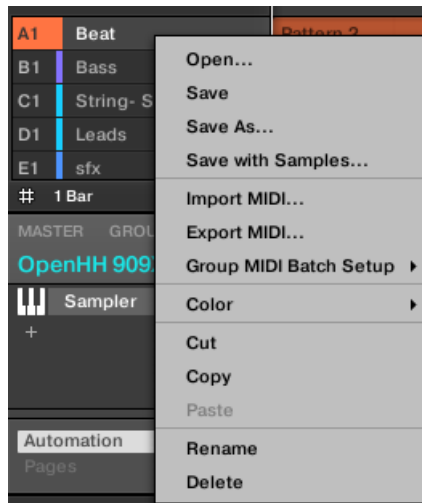 A1 Beat
Pattern 2
B1 Bass
C1 String- S
D1 Leads
E1 sfx
# 1 Bar
MASTER GROU
OpenHH 909
Sampler
+
Automation
Pages
Open...
Save
Save As...
Save with Samples...
Import MIDI...
Export MIDI...
Group MIDI Batch Setup
Color
Cut
Copy
Paste
Rename
Delete